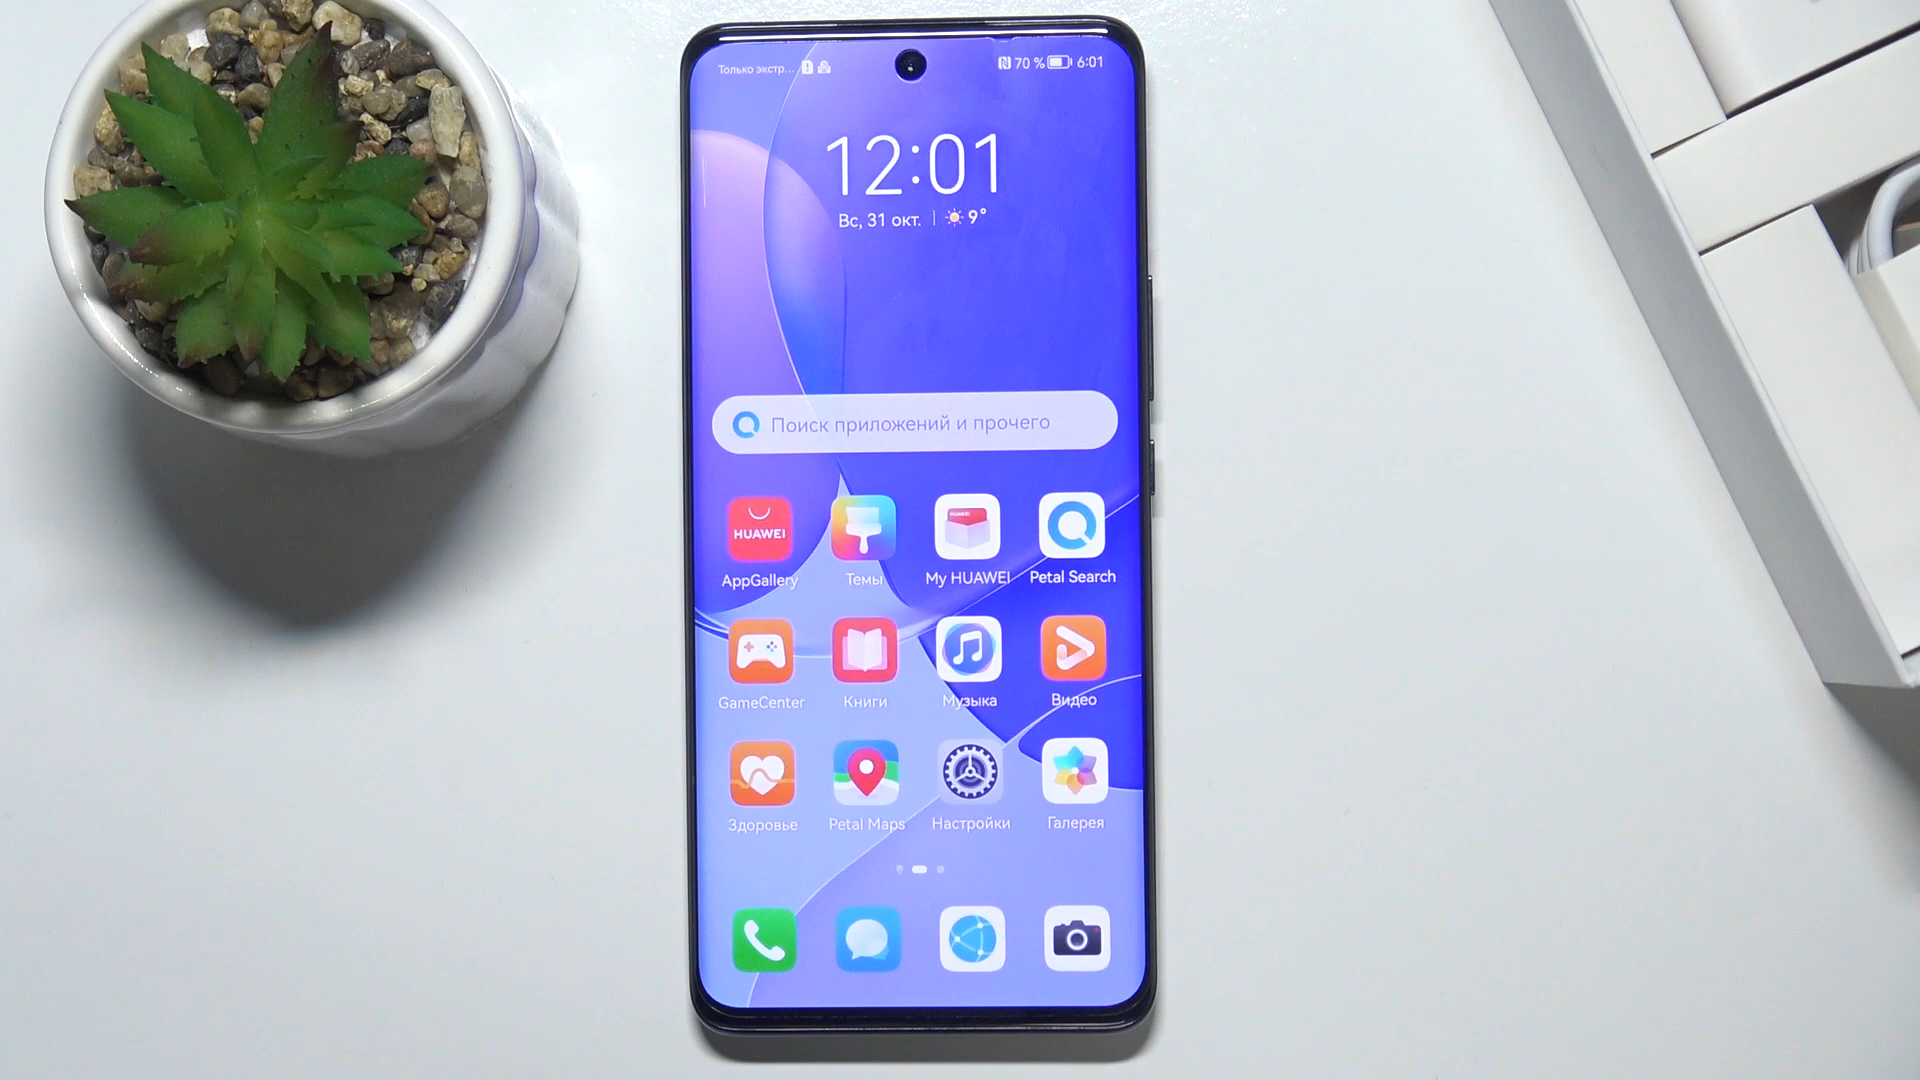 Только экстр... 70 % 6:01
12:01
Вс, 31 окт. 9°
Поиск приложений и прочего
HUAWEI HUAWEI
AppGallery Темы My HUAWEI Petal Search
GameCenter Книги Музыка Видео
Здоровье Petal Maps Настройки Галерея